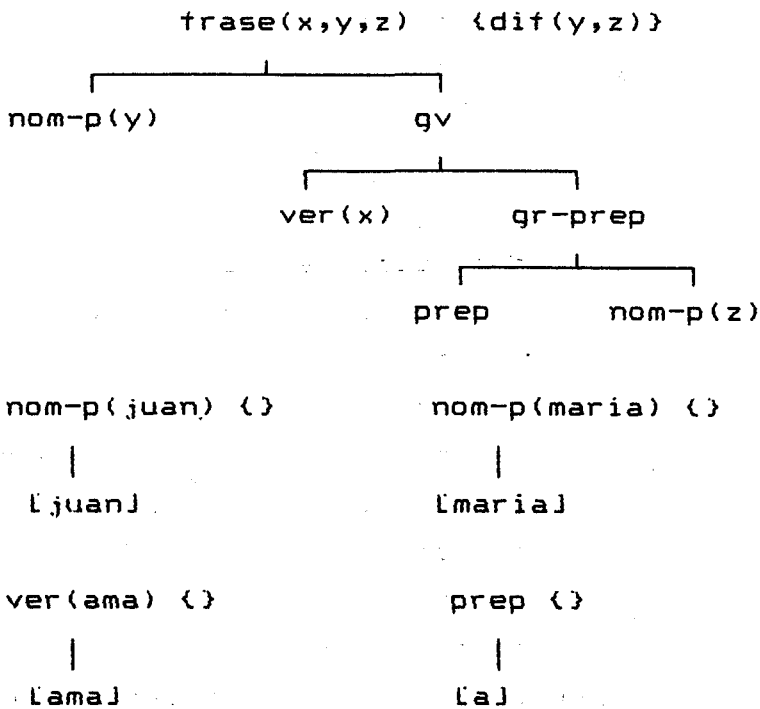 frase(x,y,z) {dif(y,z)}
nom-p(y) gv
ver(x) gr-prep
prep nom-p(z)
nom-p(juan) {} nom-p(maria) {}
[juan] [maria]
ver(ama) {} prep {}
[ama] [a]